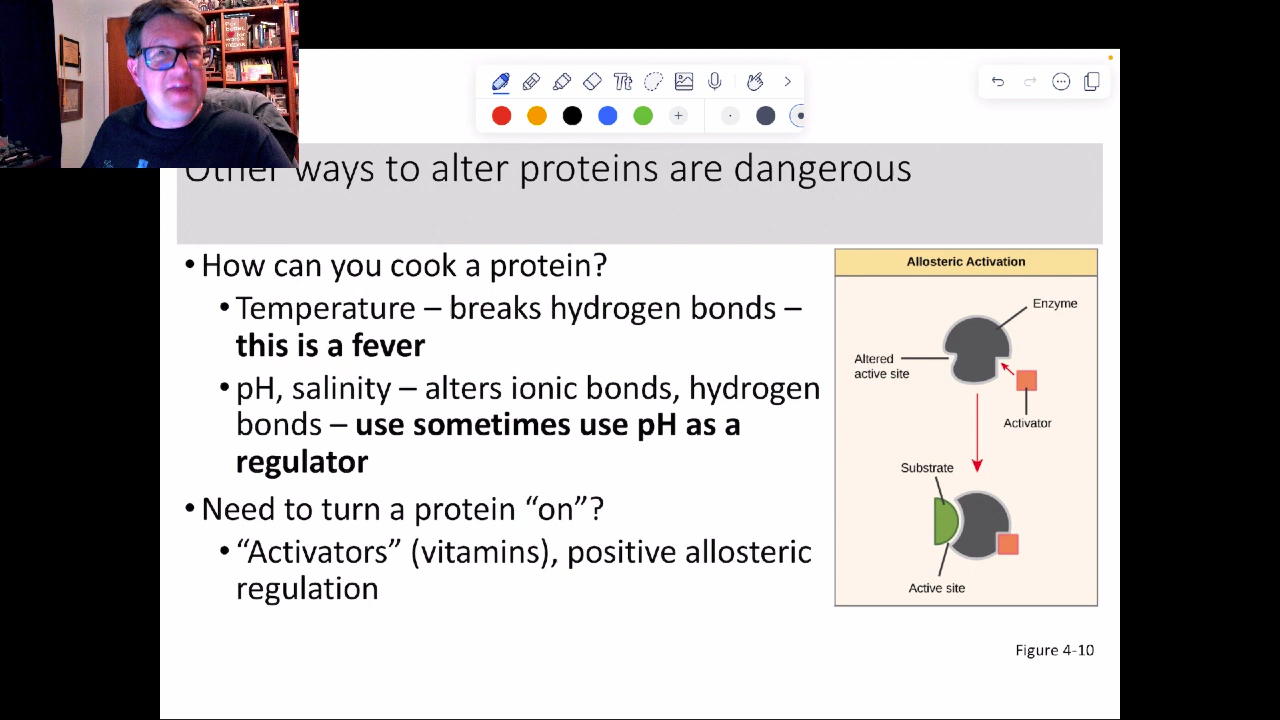 Other ways to alter proteins are dangerous
• How can you cook a protein?
• Temperature – breaks hydrogen bonds –
this is a fever
• pH, salinity – alters ionic bonds, hydrogen
bonds – use sometimes use pH as a
regulator
• Need to turn a protein “on”?
• “Activators” (vitamins), positive allosteric
regulation
Allosteric Activation
Enzyme
Altered
active site
Activator
Substrate
Active site
Figure 4-10
Tt